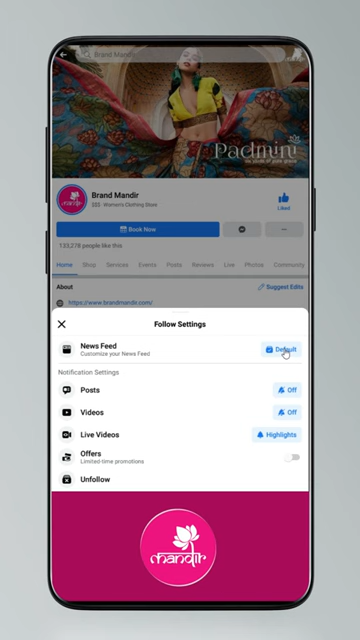 Brand Mandir
Padmini
Brand Mandir
$$$ Women's Clothing Store
Liked
Book Now
133,278 people like this
Home Shop Services Events Posts Reviews Live Photos Community
About
Suggest Edits
https://www.brandmandir.com/
Follow Settings
News Feed
Customize your News Feed
Default
Notification Settings
Posts
Off
Videos
Off
Live Videos
Highlights
Offers
Limited-time promotions
Unfollow
mandir